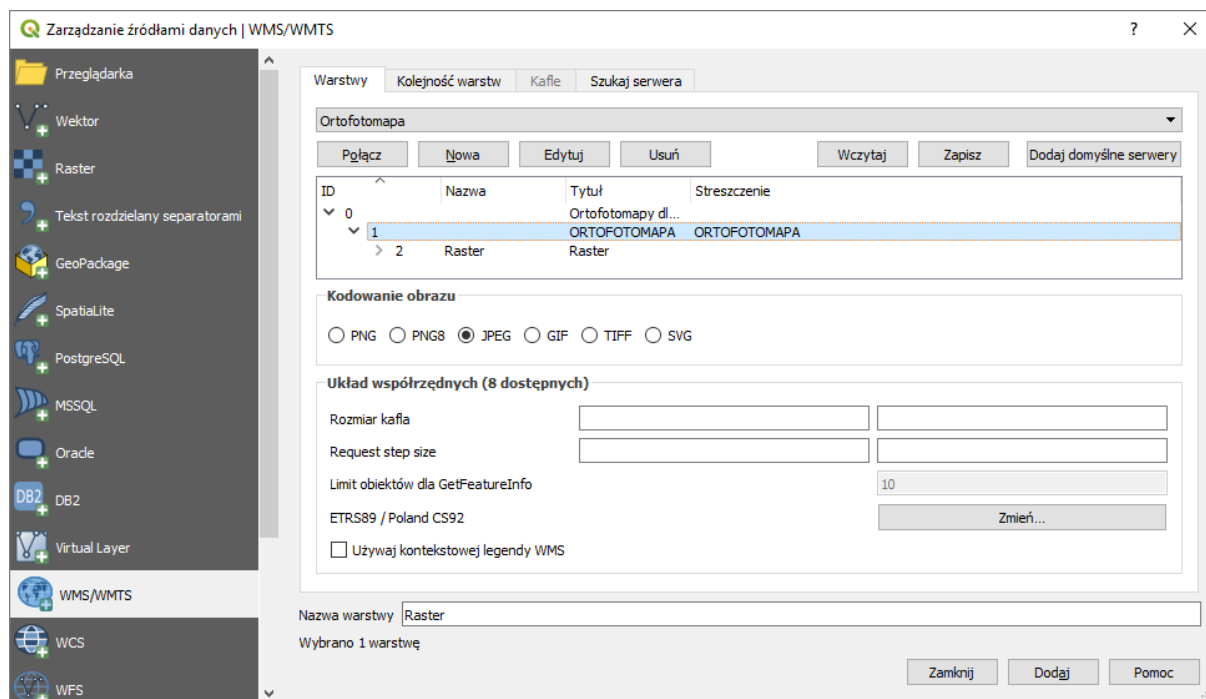 Zarządzanie źródłami danych | WMS/WMTS
?
Przeglądarka
Wektor
Raster
Tekst rozdzielany separatorami
GeoPackage
SpatiaLite
PostgreSQL
MSSQL
Oracle
DB2
DB2
Virtual Layer
WMS/WMTS
WCS
WFS
Warstwy Kolejność warstw Kafle Szukaj serwera
Ortofotomapa
Połącz Nowa Edytuj Usuń Wczytaj Zapisz Dodaj domyślne serwery
ID Nazwa Tytuł Streszczenie
0 Ortofotomapy dl...
1 ORTOFOTOMAPA ORTOFOTOMAPA
2 Raster Raster
Kodowanie obrazu
PNG PNG8 JPEG GIF TIFF SVG
Układ współrzędnych (8 dostępnych)
Rozmiar kafla
Request step size
Limit obiektów dla GetFeatureInfo 10
ETRS89 / Poland CS92 Zmień...
Używaj kontekstowej legendy WMS
Nazwa warstwy Raster
Wybrano 1 warstwę
Zamknij Dodaj Pomoc